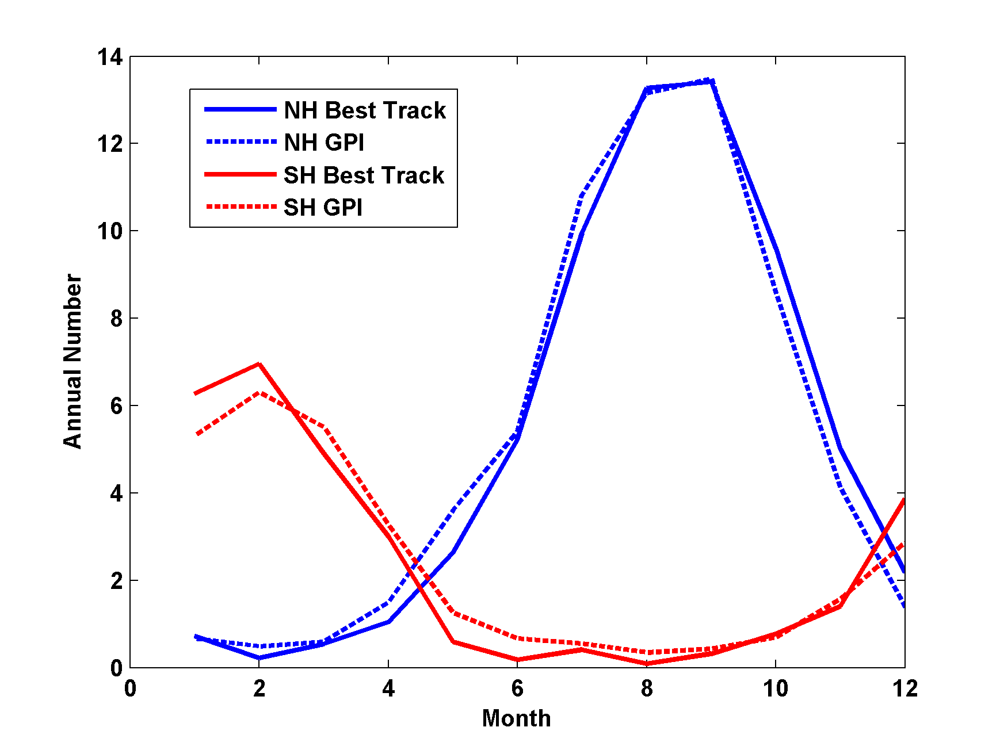 14
12
10
8
6
4
2
0
Annual Number
NH Best Track
NH GPI
SH Best Track
SH GPI
0 2 4 6 8 10 12
Month